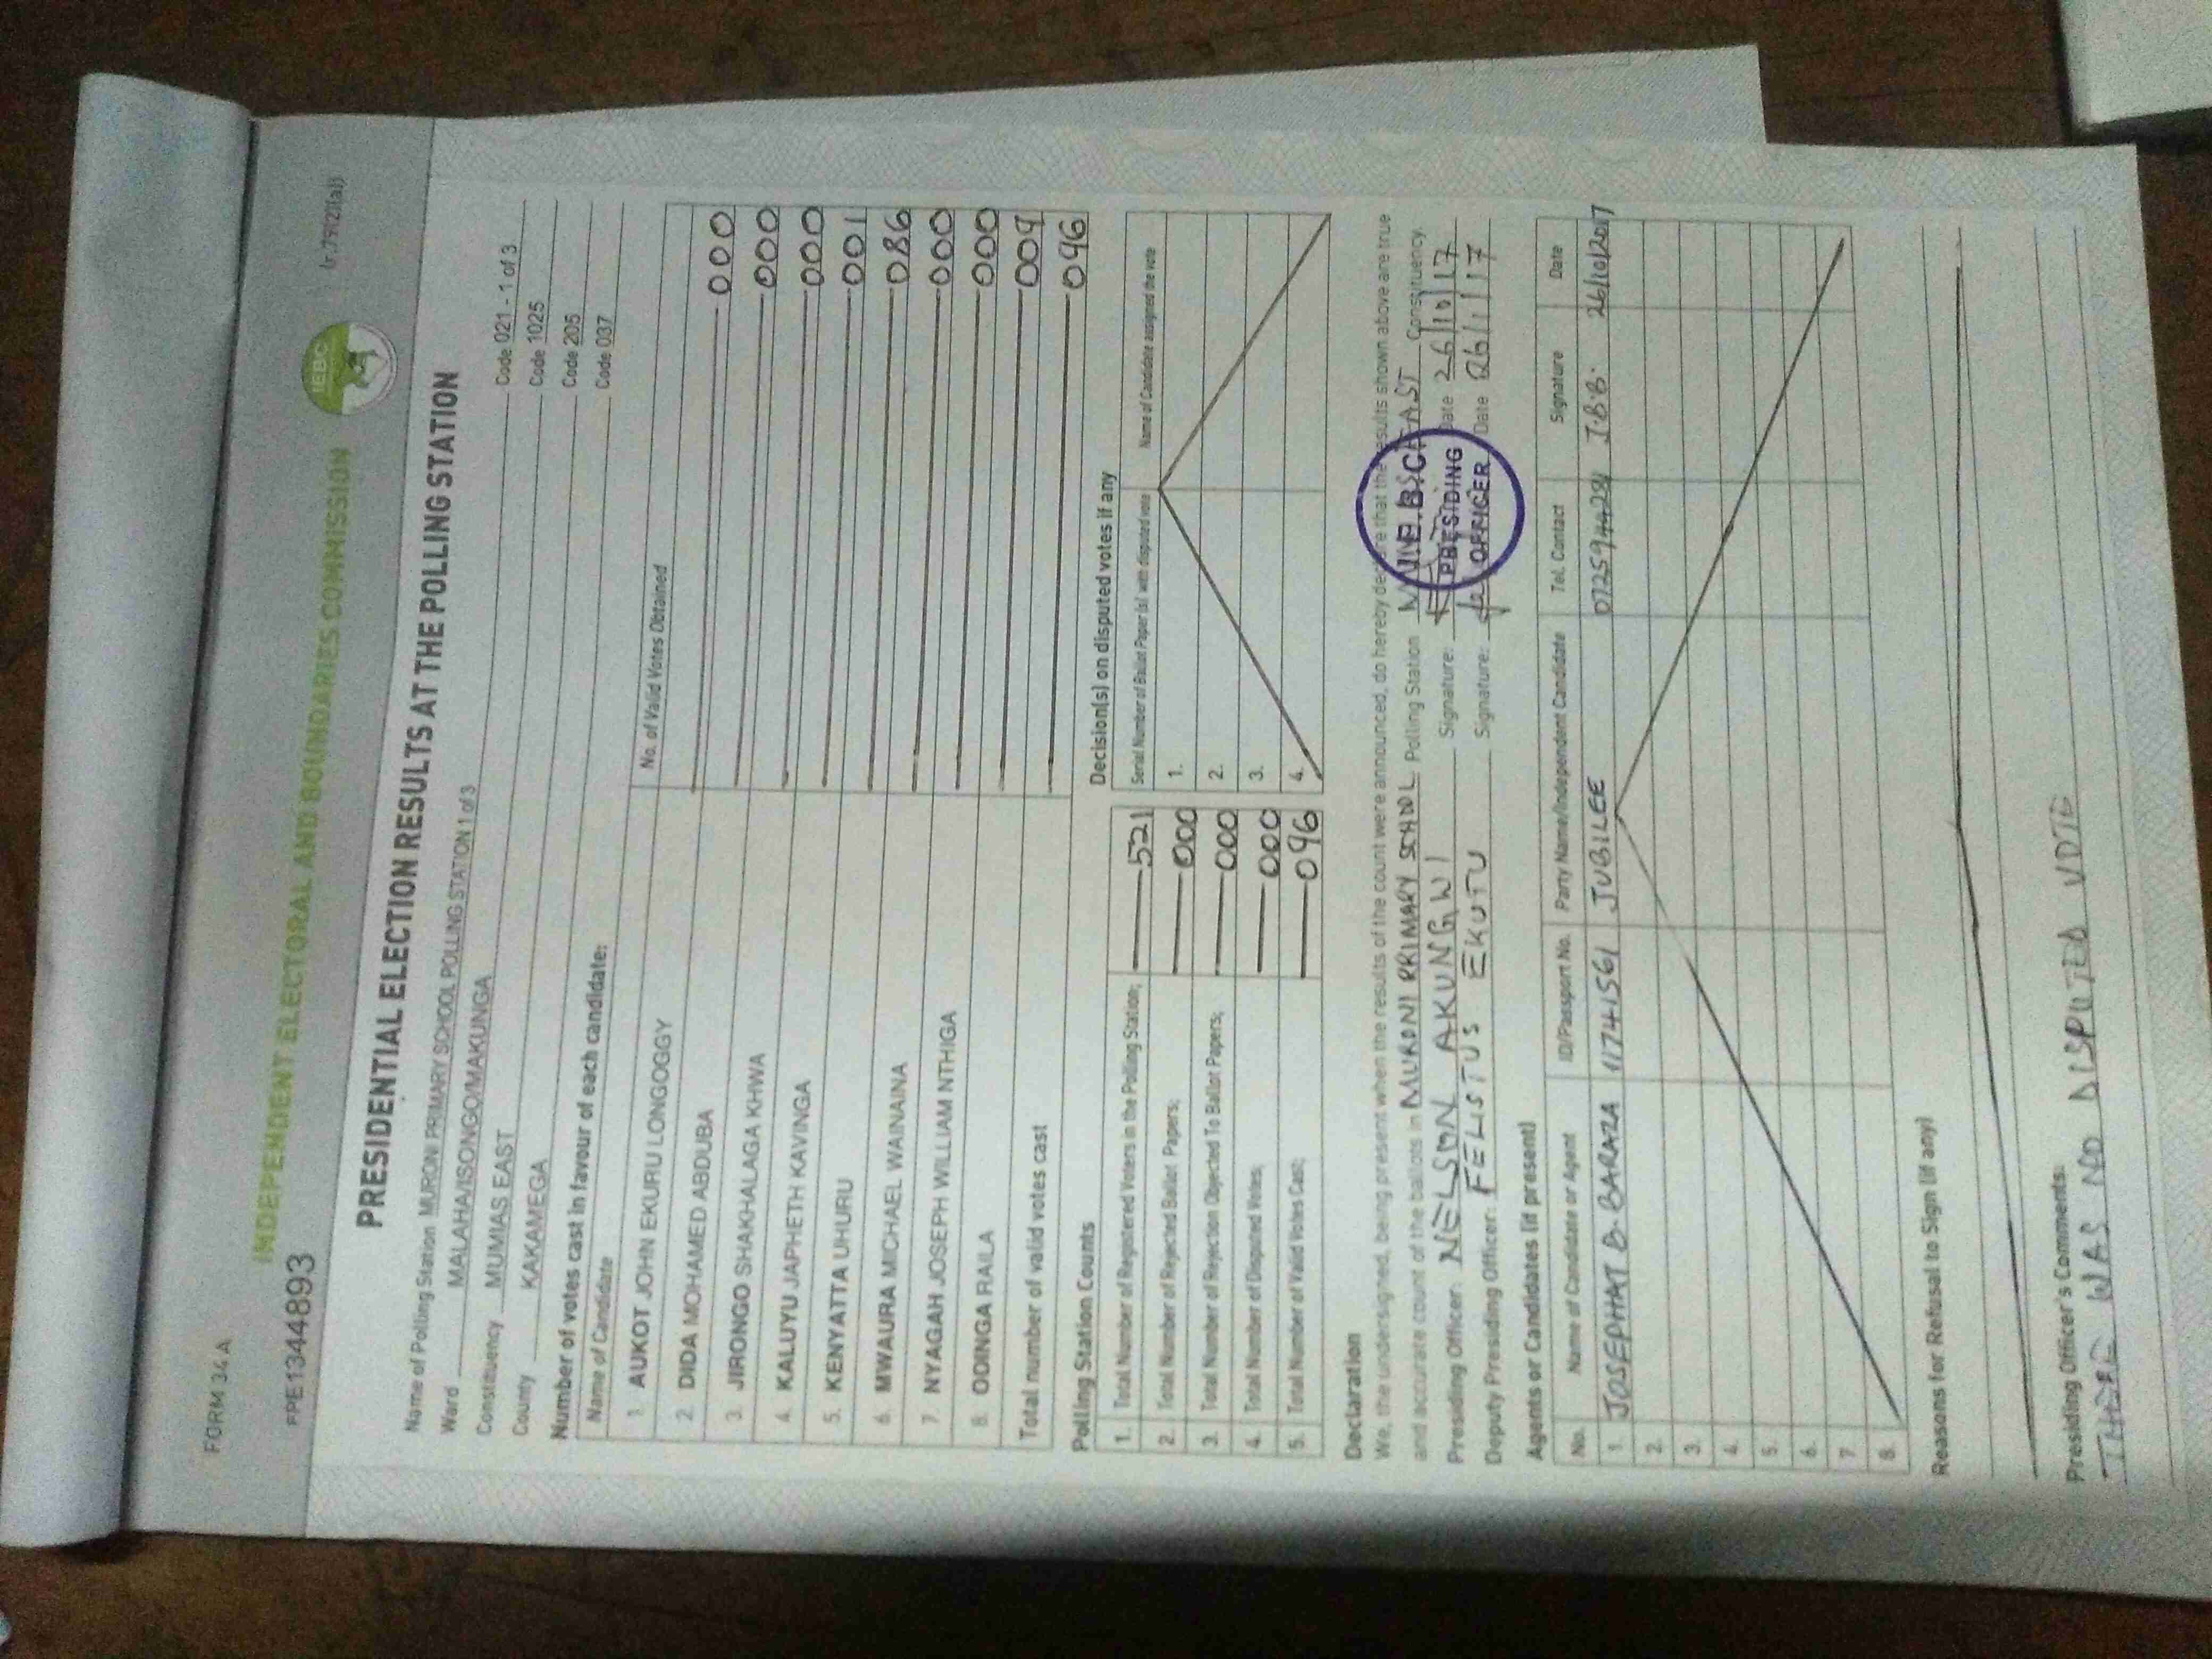 FORM 34A
(r.79(2)(a))
INDEPENDENT ELECTORAL AND BOUNDARIES COMMISSION
IEBC
PPE1344893
PRESIDENTIAL ELECTION RESULTS AT THE POLLING STATION
Name of Polling Station MURONI PRIMARY SCHOOL POLLING STATION 1 of 3 Code 021 - 1 of 3
Ward MALAHA/ISONGO/MAKUNGA Code 1025
Constituency MUMIAS EAST Code 205
County KAKAMEGA Code 037
Number of votes cast in favour of each candidate:
Name of Candidate No. of Valid Votes Obtained
1. AUKOT JOHN EKURU LONGOGGY 000
2. DIDA MOHAMED ABDUBA 000
3. JIRONGO SHAKHALAGA KHWA 000
4. KALUYU JAPHETH KAVINGA 001
5. KENYATTA UHURU 086
6. MWAURA MICHAEL WAINAINA 000
7. NYAGAH JOSEPH WILLIAM NTHIGA 000
8. ODINGA RAILA 009
Total number of valid votes cast 096
Polling Station Counts
1. Total Number of Registered Voters in the Polling Station; 521
2. Total Number of Rejected Ballot Papers; 000
3. Total Number of Rejection Objected To Ballot Papers; 000
4. Total Number of Disputed Votes; 000
5. Total Number of Valid Votes Cast; 096
Decision(s) on disputed votes if any
Serial Number of Ballot Paper (s) with disputed vote Name of Candidate assigned the vote
1.
2.
3.
4.
Declaration
We, the undersigned, being present when the results of the count were announced, do hereby declare that the results shown above are true
and accurate count of the ballots in MURONI PRIMARY SCHOOL Polling Station EAST Constituency.
Presiding Officer: NELSON AKUNGWI Signature: Date 26/10/17
Deputy Presiding Officer: FELISTUS EKUTU Signature: Date
PRESIDING
OFFICER
Agents or Candidates (if present)
No. Name of Candidate or Agent ID/Passport No. Party Name/Independent Candidate Tel. Contact Signature Date
1. JOSEPHAT B. BARAZA 11741561 JUBILEE J.B.B. 26/10/2017
2.
3.
4.
5.
6.
7.
8.
Reasons for Refusal to Sign (if any)
Presiding Officer's Comments:
THERE WAS NO DISPUTED VOTE